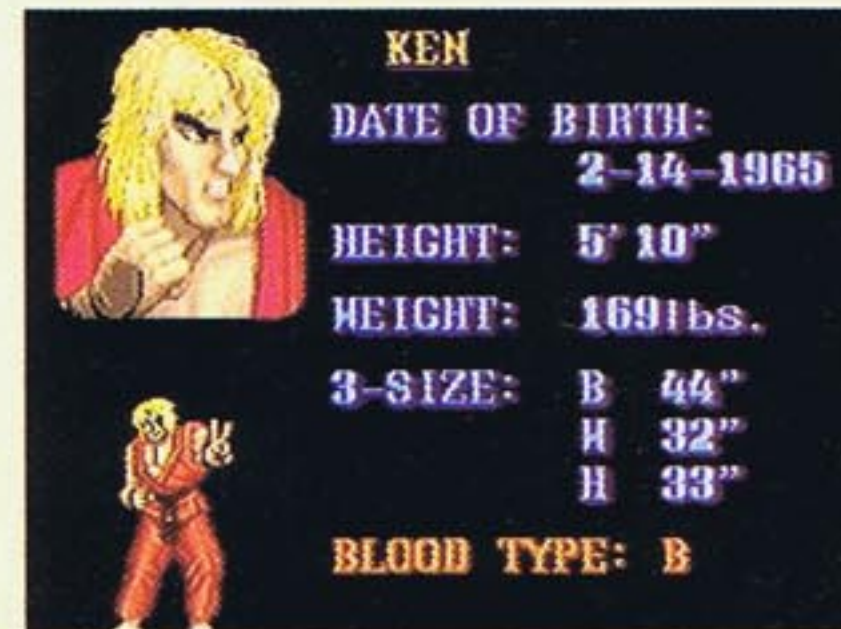 KEN
DATE OF BIRTH:
2-14-1965
HEIGHT: 5' 10"
WEIGHT: 169lbs.
3-SIZE: B 44"
W 32"
H 33"
BLOOD TYPE: B